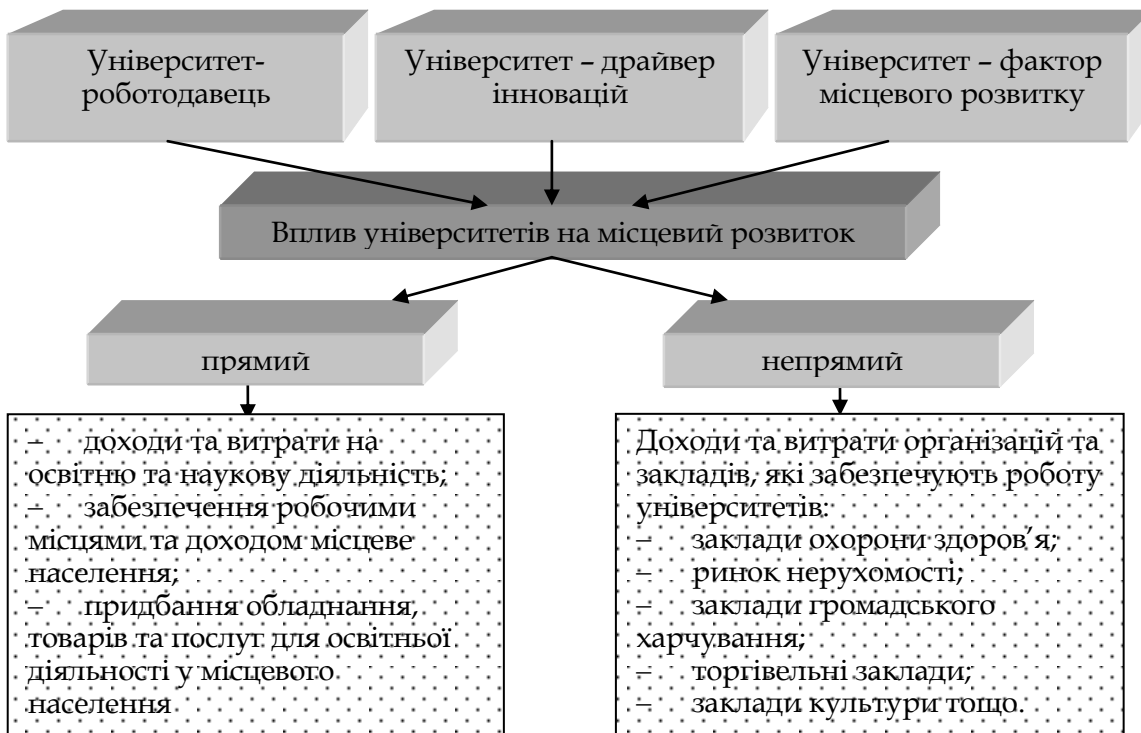 Університет-
роботодавець
Університет – драйвер
інновацій
Університет – фактор
місцевого розвитку
Вплив університетів на місцевий розвиток
прямий
непрямий
– доходи та витрати на
освітню та наукову діяльність;
– забезпечення робочими
місцями та доходом місцеве
населення;
– придбання обладнання,
товарів та послуг для освітньої
діяльності у місцевого
населення
Доходи та витрати організацій та
закладів, які забезпечують роботу
університетів:
– заклади охорони здоров’я;
– ринок нерухомості;
– заклади громадського
харчування;
– торгівельні заклади;
– заклади культури тощо.